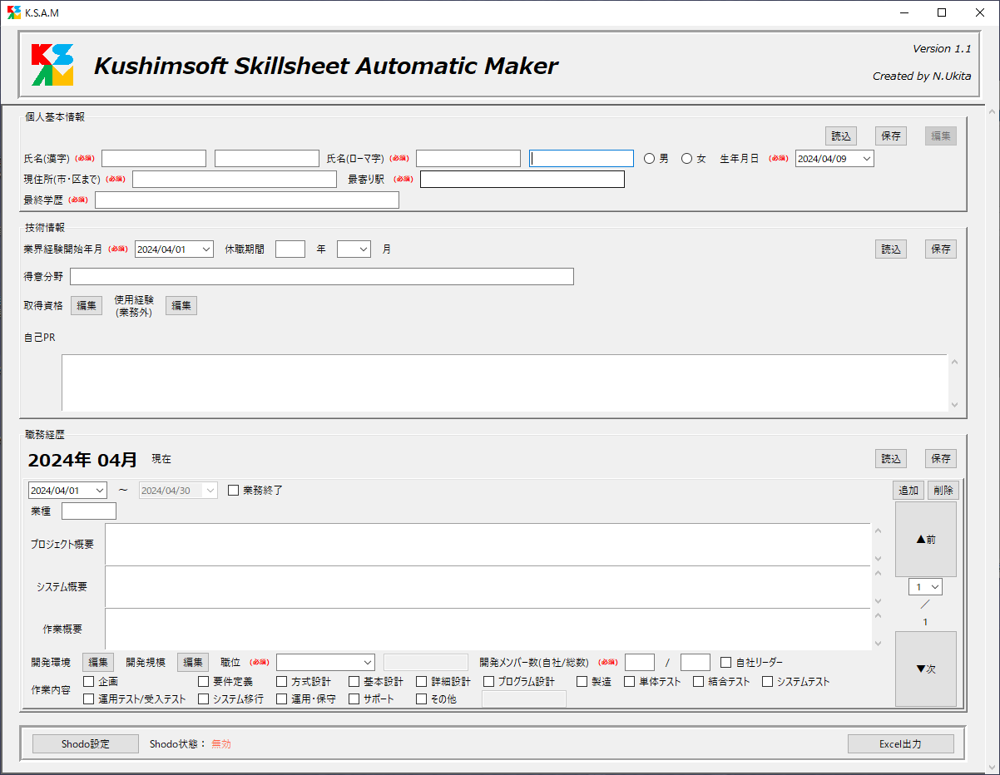 K.S.A.M
KSAM
Kushimsoft Skillsheet Automatic Maker
Version 1.1
Created by N.Ukita
個人基本情報
読込 保存 編集
氏名(漢字) (必須) 氏名(ローマ字) (必須) 男 女 生年月日 (必須) 2024/04/09
現住所(市・区まで) (必須) 最寄り駅 (必須)
最終学歴 (必須)
技術情報
業界経験開始年月 (必須) 2024/04/01 休職期間 年 月 読込 保存
得意分野
取得資格 編集 使用経験
(業務外) 編集
自己PR
職務経歴
2024年 04月 現在 読込 保存
2024/04/01 ～ 2024/04/30 業務終了 追加 削除
業種
プロジェクト概要 ▲前
システム概要 1
/
作業概要 1
▼次
開発環境 編集 開発規模 編集 職位 (必須) 開発メンバー数(自社/総数) (必須) / 自社リーダー
作業内容 企画 要件定義 方式設計 基本設計 詳細設計 プログラム設計 製造 単体テスト 結合テスト システムテスト
運用テスト/受入テスト システム移行 運用・保守 サポート その他
Shodo設定 Shodo状態： 無効 Excel出力